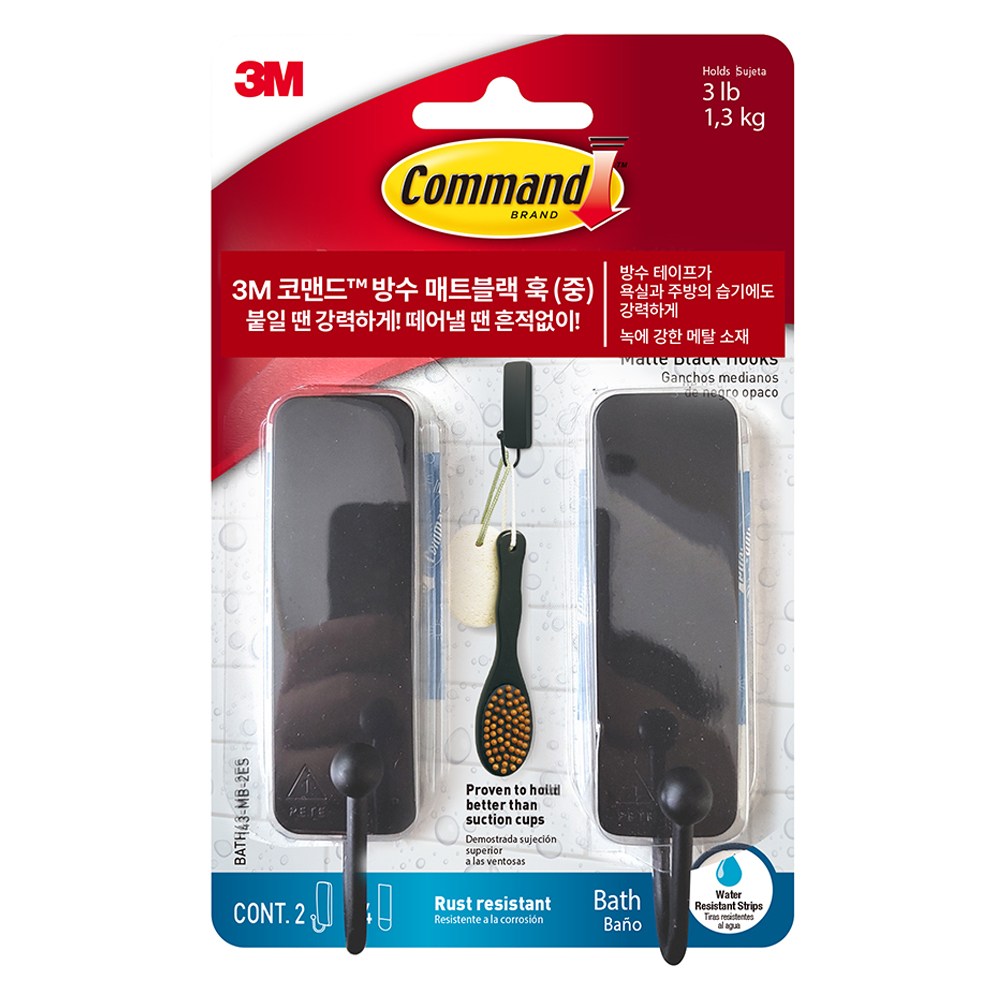 3M
Holds Sujeta
3 lb
1,3 kg
Command™
BRAND
3M 코맨드™ 방수 매트블랙 훅 (중)
붙일 땐 강력하게! 떼어낼 땐 흔적없이!
방수 테이프가
욕실과 주방의 습기에도
강력하게
녹에 강한 메탈 소재
Matte Black Hooks
Ganchos medianos
de negro opaco
Command
PETE
PETE
BATH43-MB-2ES
Proven to hold
better than
suction cups
Demostrada sujeción
superior
a las ventosas
CONT. 2
4
Rust resistant
Resistente a la corrosión
Bath
Baño
Water
Resistant Strips
Tiras resistentes
al agua